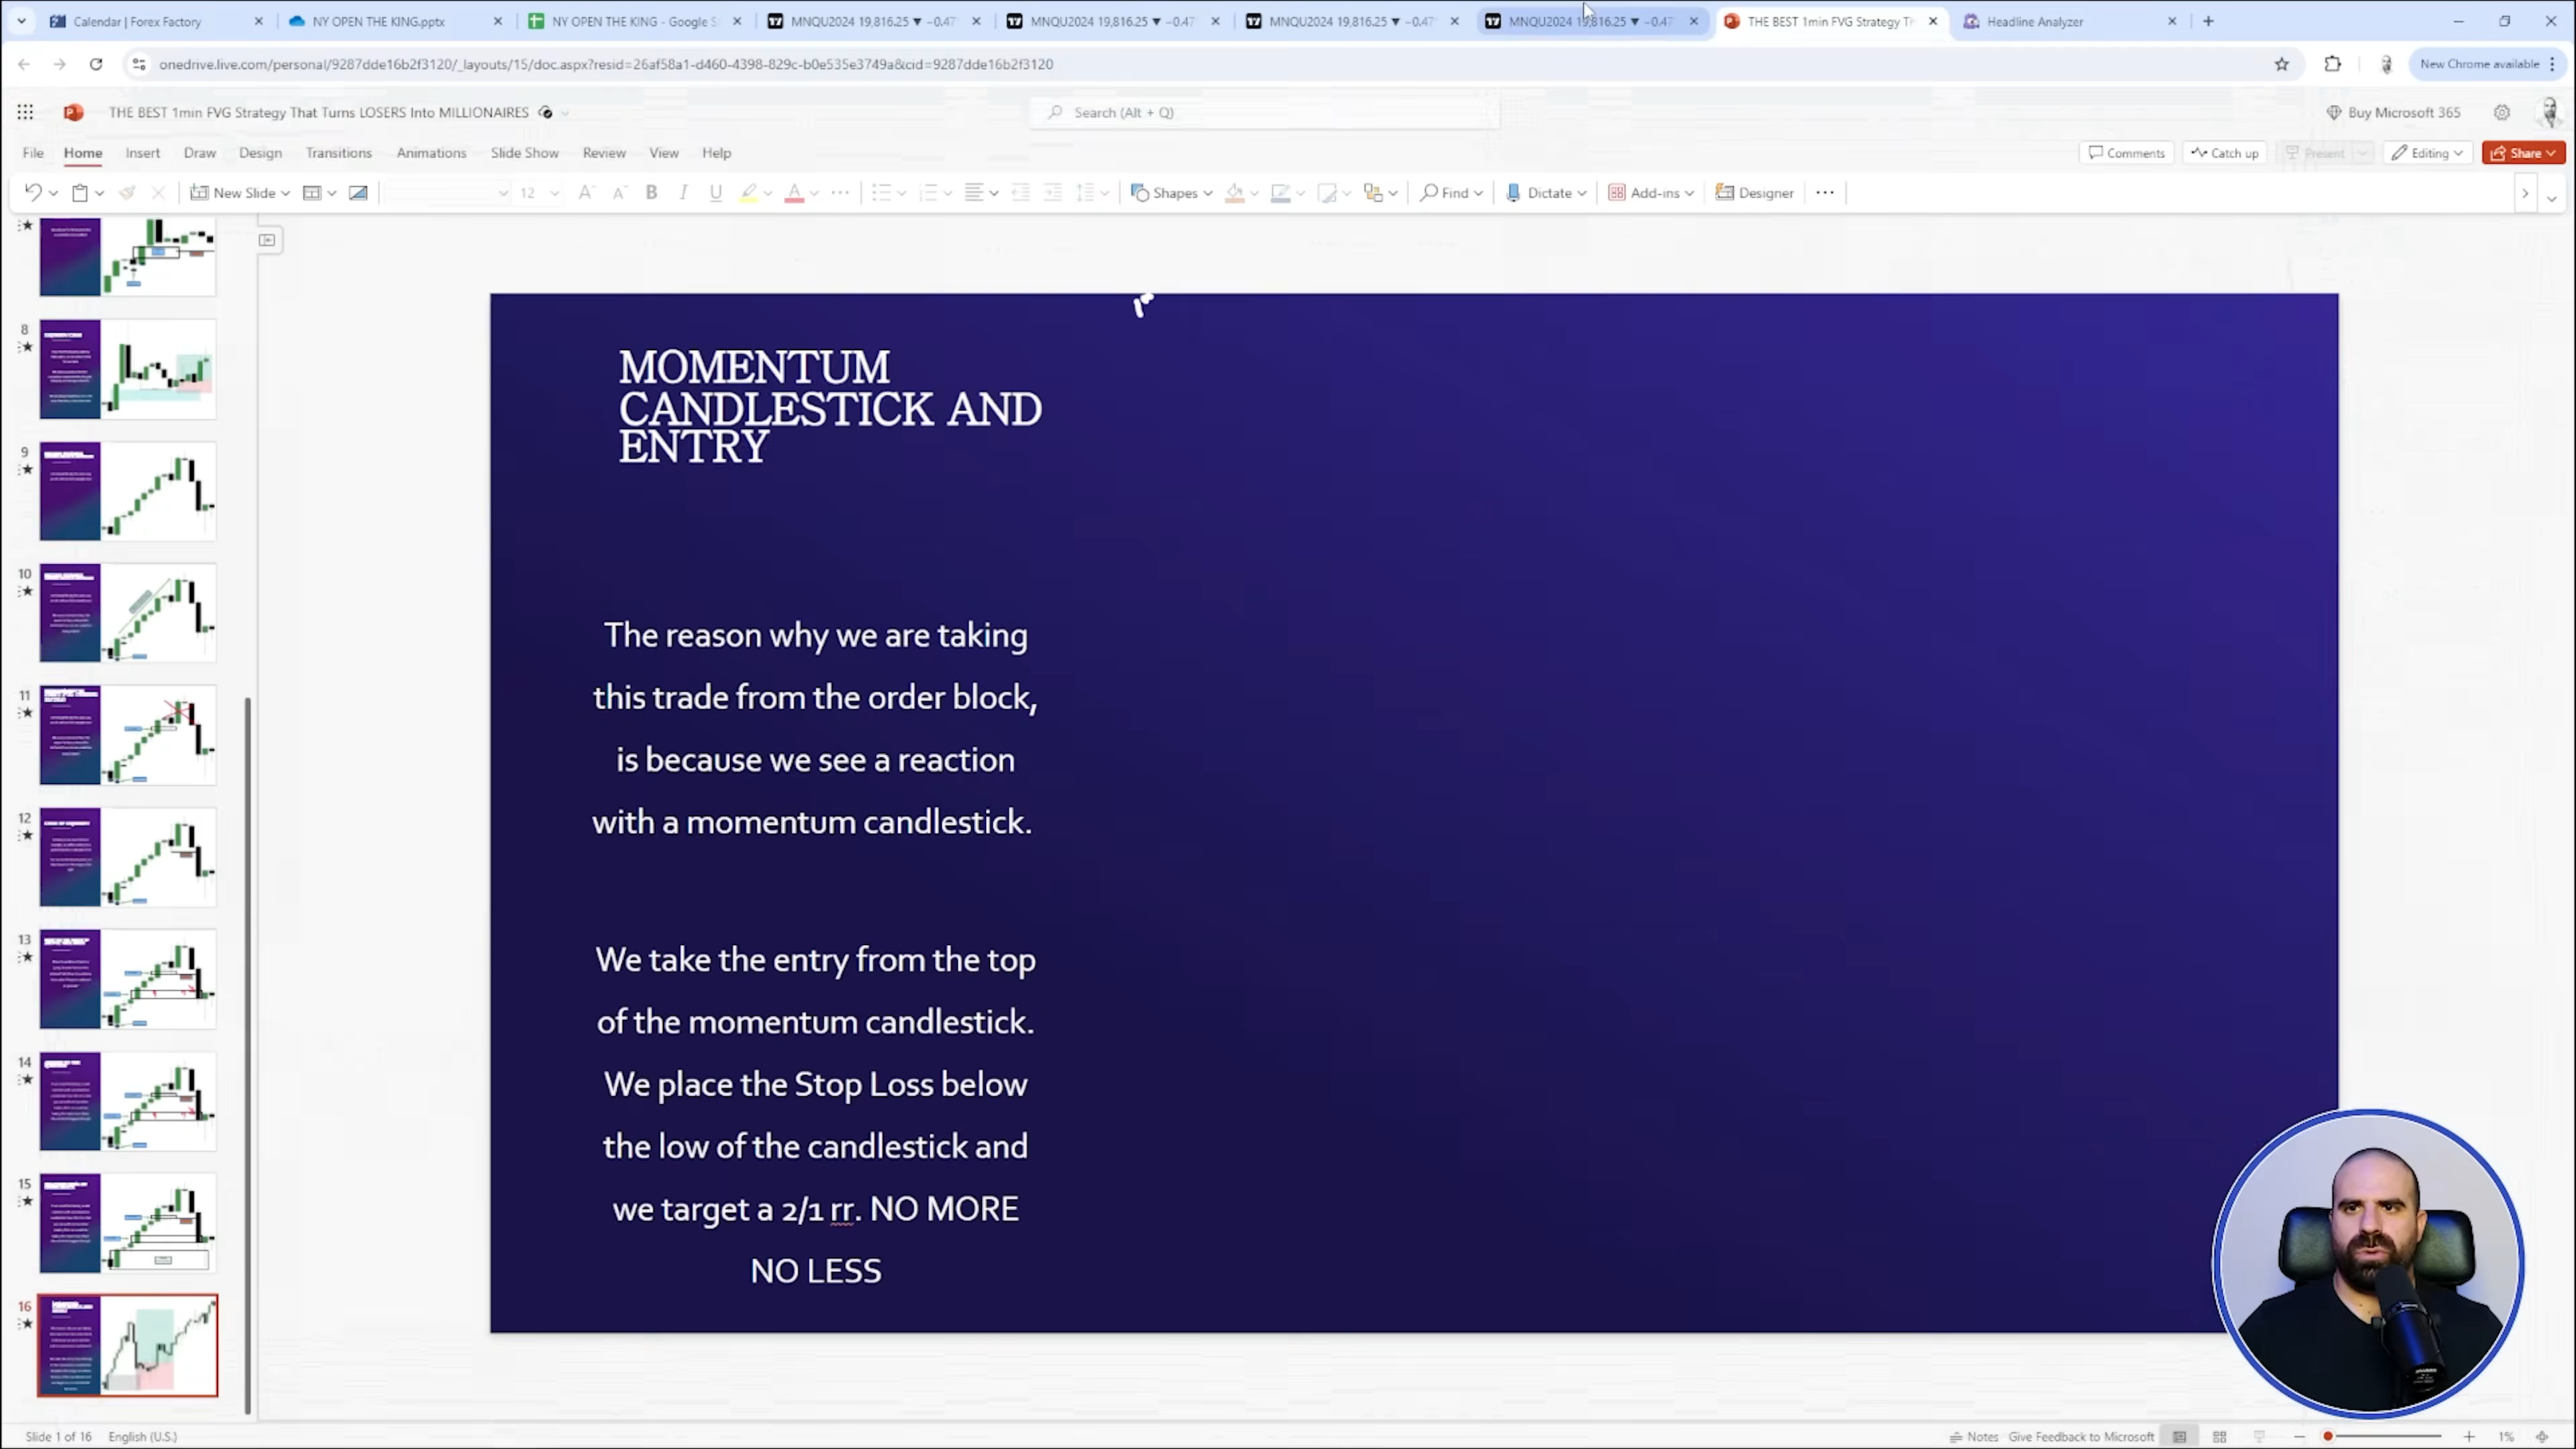 Calendar | Forex Factory
NY OPEN THE KING.pptx
NY OPEN THE KING - Google S
MNQU2024 19,816.25 ▼ −0.47
MNQU2024 19,816.25 ▼ −0.47
MNQU2024 19,816.25 ▼ −0.47
MNQU2024 19,816.25 ▼ −0.47
THE BEST 1min FVG Strategy Th
Headline Analyzer
onedrive.live.com/personal/9287dde16b2f3120/_layouts/15/doc.aspx?resid=26af58a1-d460-4398-829c-b0e535e3749a&cid=9287dde16b2f3120
New Chrome available
THE BEST 1min FVG Strategy That Turns LOSERS Into MILLIONAIRES
Search (Alt + Q)
Buy Microsoft 365
File Home Insert Draw Design Transitions Animations Slide Show Review View Help
Comments Catch up Present Editing Share
New Slide 12 A A B I U A Shapes Find Dictate Add-ins Designer
8
9
10
11
12
13
14
15
16
MOMENTUM
CANDLESTICK AND
ENTRY
The reason why we are taking
this trade from the order block,
is because we see a reaction
with a momentum candlestick.
We take the entry from the top
of the momentum candlestick.
We place the Stop Loss below
the low of the candlestick and
we target a 2/1 rr. NO MORE
NO LESS
Slide 1 of 16 English (U.S.)
Notes Give Feedback to Microsoft 1%